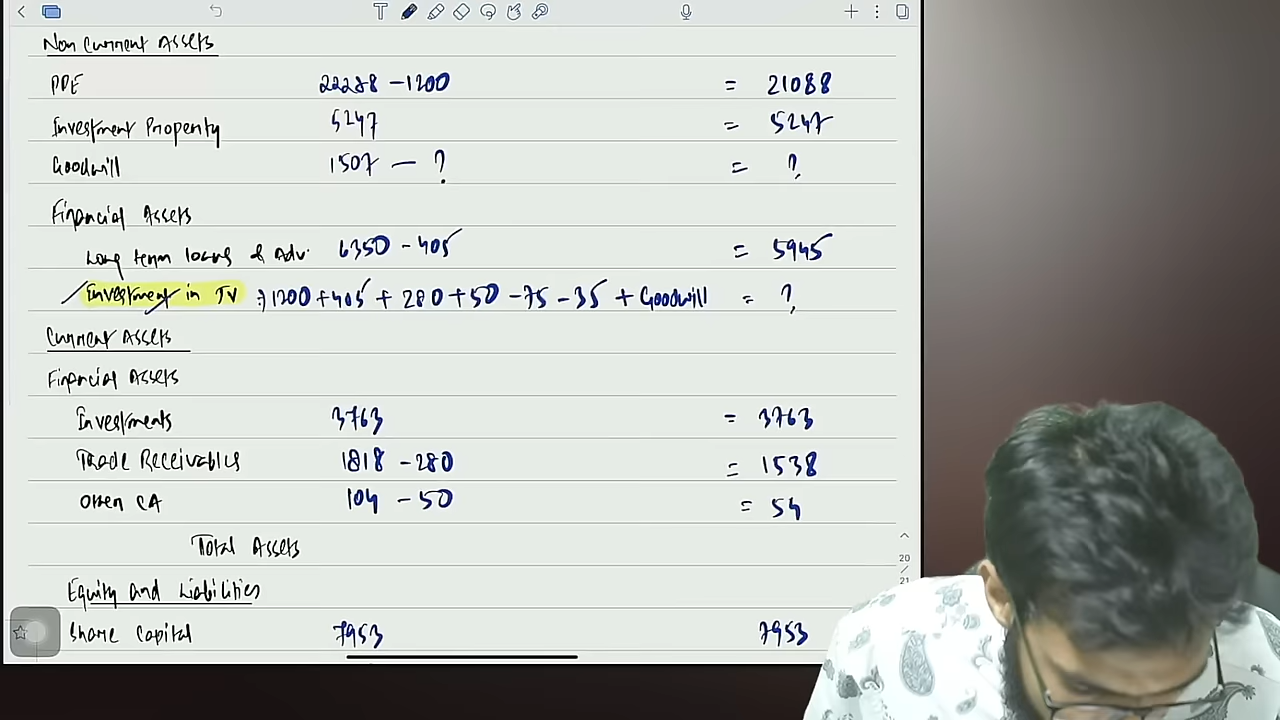 Non Current Assets
PPE 22288 - 1200 = 21088
Investment Property 5247 = 5247
Goodwill 1507 - ? = ?
Financial Assets
Long term loans & Adv. 6350 - 405 = 5945
Investment in JV 1200 + 405 + 280 + 50 - 75 - 35 + Goodwill = ?
Current Assets
Financial Assets
Investments 3763 = 3763
Trade Receivables 1818 - 280 = 1538
Other CA 104 - 50 = 54
Total Assets
20
/
21
Equity and Liabilities
Share Capital 7953 7953